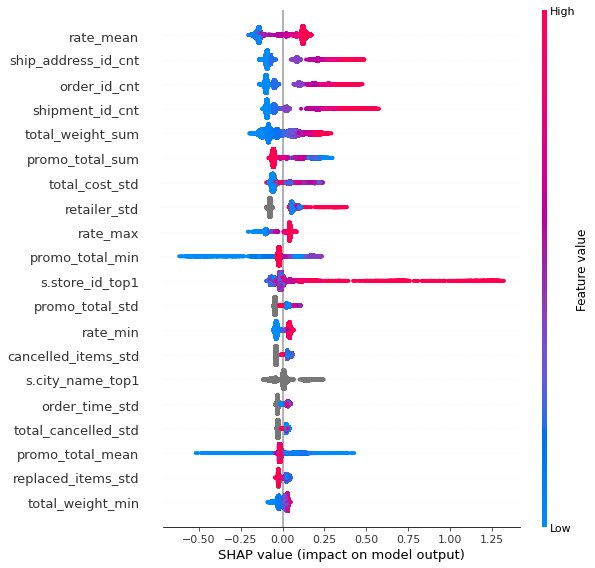 High
rate_mean
ship_address_id_cnt
order_id_cnt
shipment_id_cnt
total_weight_sum
promo_total_sum
total_cost_std
retailer_std
rate_max
promo_total_min
s.store_id_top1
promo_total_std
rate_min
cancelled_items_std
s.city_name_top1
order_time_std
total_cancelled_std
promo_total_mean
replaced_items_std
total_weight_min
Feature value
Low
−0.50 −0.25 0.00 0.25 0.50 0.75 1.00 1.25
SHAP value (impact on model output)